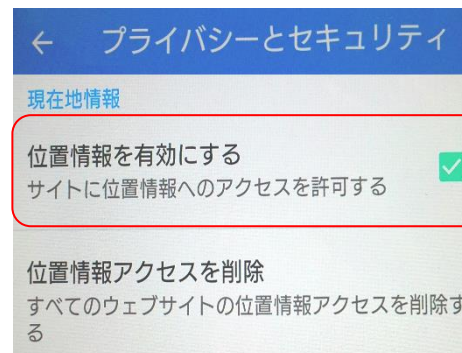 ← プライバシーとセキュリティ
現在地情報
位置情報を有効にする
サイトに位置情報へのアクセスを許可する
位置情報アクセスを削除
すべてのウェブサイトの位置情報アクセスを削除す
る